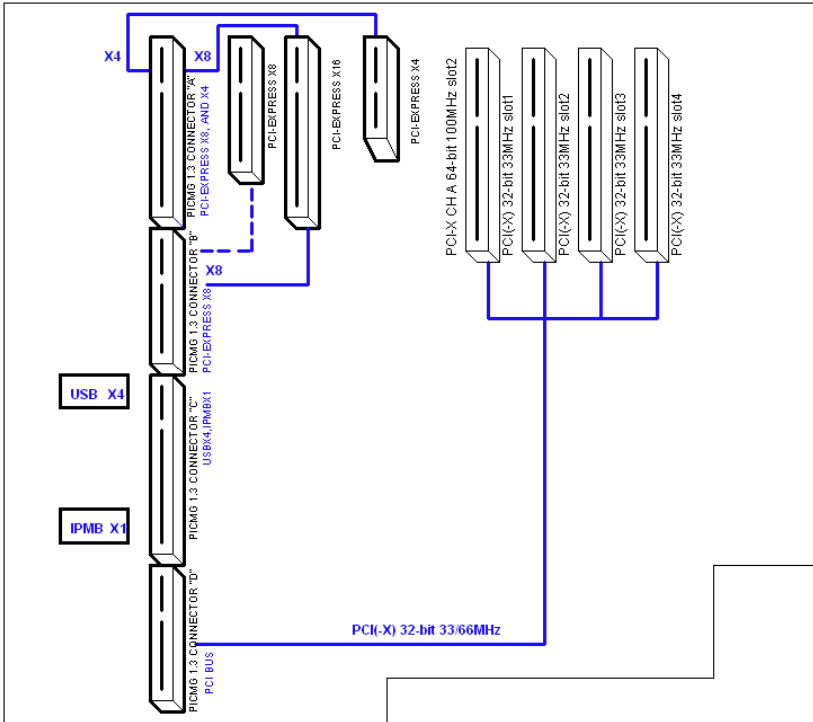 X4
X8
PICMG 1.3 CONNECTOR "A"
PCI-EXPRESS X8, AND X4
PCI-EXPRESS X8
PCI-EXPRESS X16
PCI-EXPRESS X4
PCI-X CH A 64-bit 100MHz slot2
PCI(-X) 32-bit 33MHz slot1
PCI(-X) 32-bit 33MHz slot2
PCI(-X) 32-bit 33MHz slot3
PCI(-X) 32-bit 33MHz slot4
PICMG 1.3 CONNECTOR "B"
PCI-EXPRESS X8
X8
USB X4
PICMG 1.3 CONNECTOR "C"
USBX4,IPMBX1
IPMB X1
PICMG 1.3 CONNECTOR "D"
PCI BUS
PCI(-X) 32-bit 33/66MHz